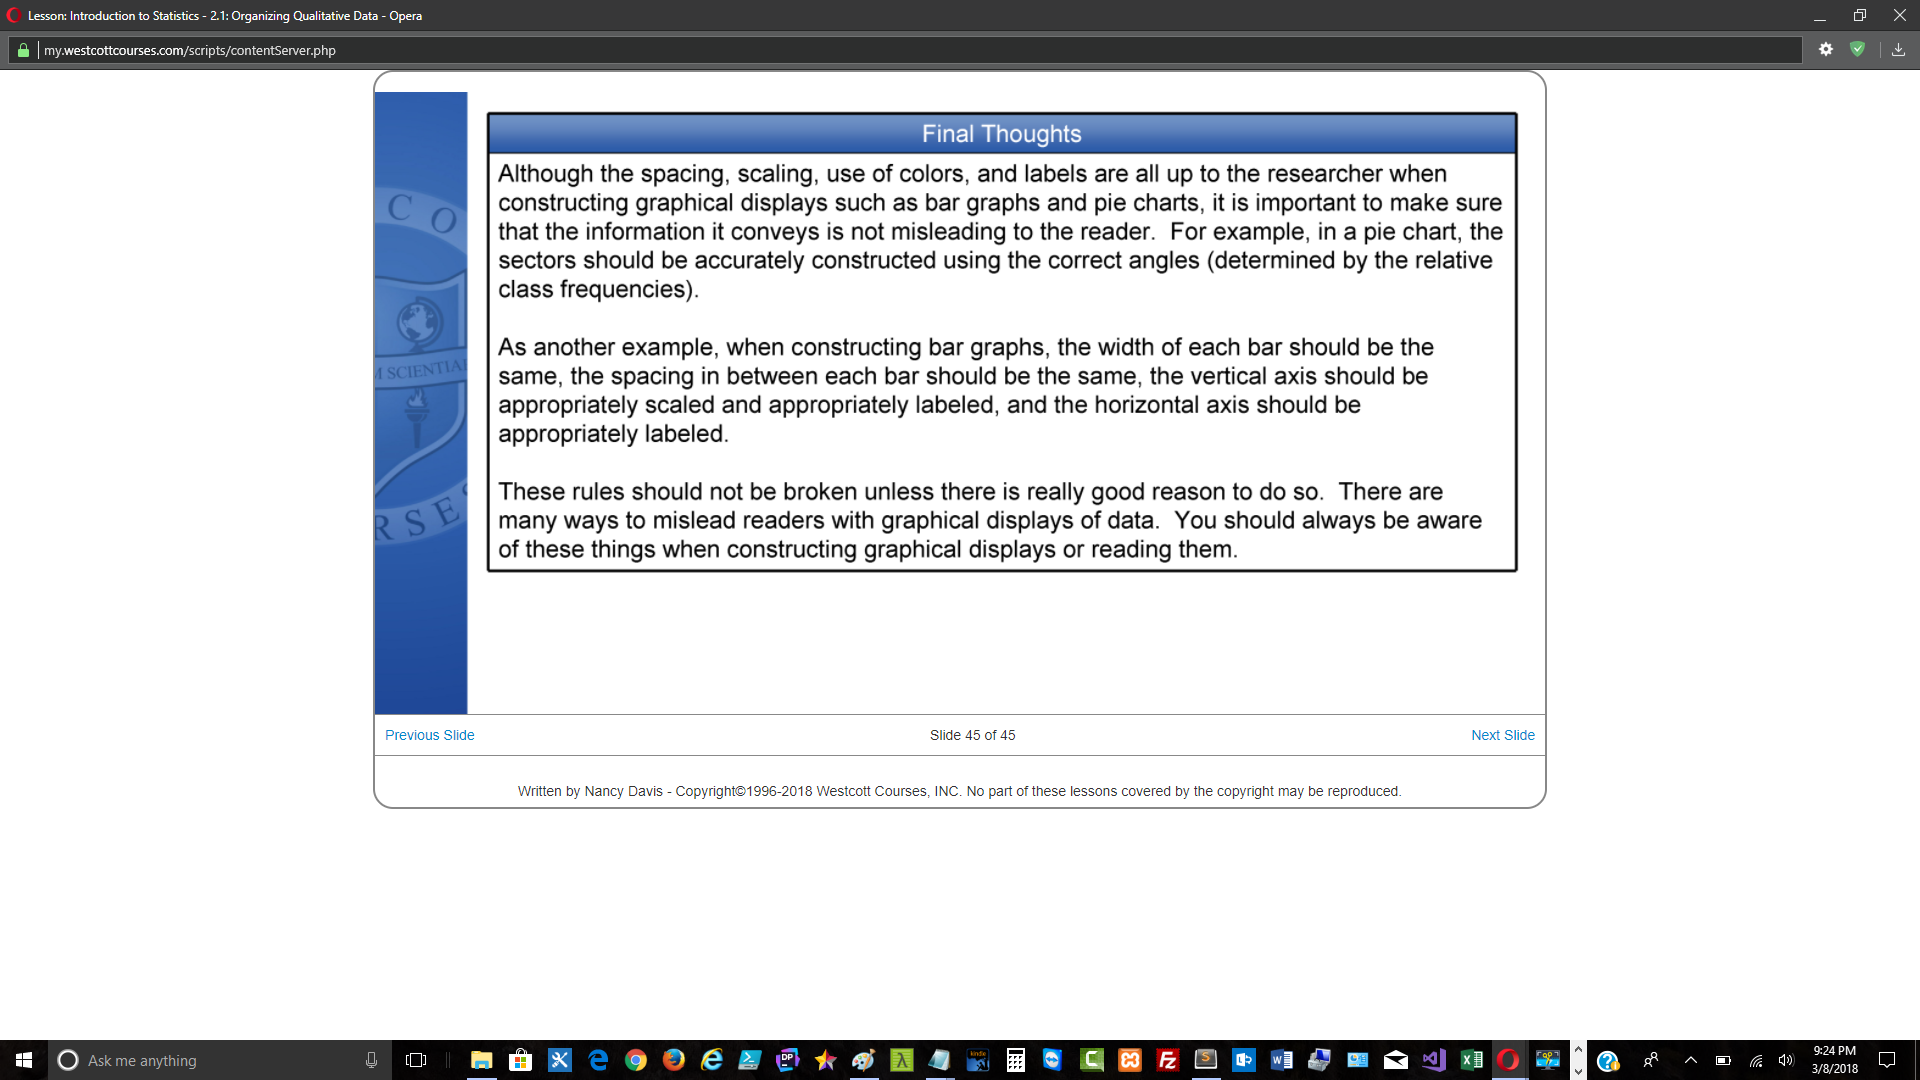 Lesson: Introduction to Statistics - 2.1: Organizing Qualitative Data - Opera
my.westcottcourses.com/scripts/contentServer.php
Final Thoughts
Although the spacing, scaling, use of colors, and labels are all up to the researcher when
constructing graphical displays such as bar graphs and pie charts, it is important to make sure
that the information it conveys is not misleading to the reader.  For example, in a pie chart, the
sectors should be accurately constructed using the correct angles (determined by the relative
class frequencies).
As another example, when constructing bar graphs, the width of each bar should be the
same, the spacing in between each bar should be the same, the vertical axis should be
appropriately scaled and appropriately labeled, and the horizontal axis should be
appropriately labeled.
These rules should not be broken unless there is really good reason to do so.  There are
many ways to mislead readers with graphical displays of data.  You should always be aware
of these things when constructing graphical displays or reading them.
CO
M SCIENTIA
RSES
Previous Slide
Slide 45 of 45
Next Slide
Written by Nancy Davis - Copyright©1996-2018 Westcott Courses, INC. No part of these lessons covered by the copyright may be reproduced.
Ask me anything
9:24 PM
3/8/2018